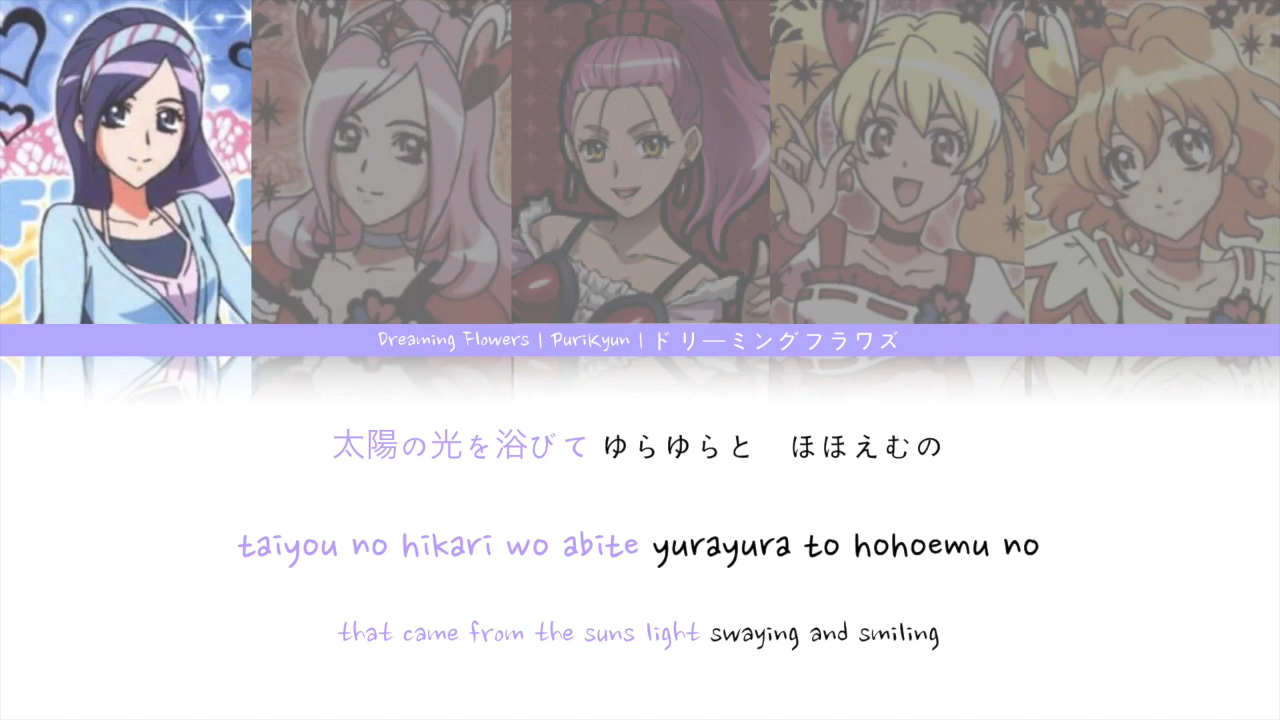 Dreaming Flowers | PuriKyun | ドリーミングフラワズ
太陽の光を浴びて ゆらゆらと　ほほえむの
taiyou no hikari wo abite yurayura to hohoemu no
that came from the suns light swaying and smiling